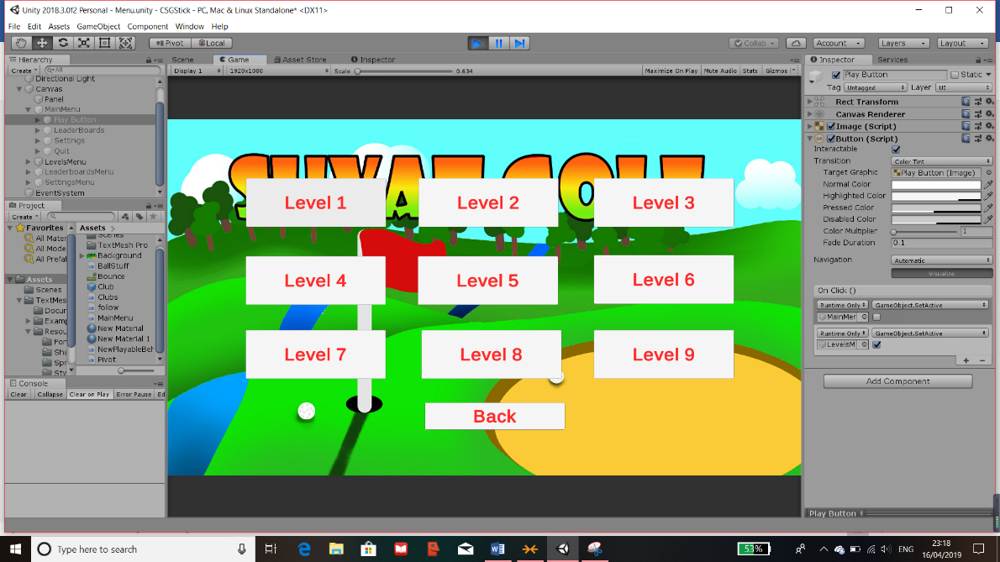 Unity 2018.3.0f2 Personal - Menu.unity - CSGStick - PC, Mac & Linux Standalone* <DX11>
File Edit Assets GameObject Component Window Help
Pivot Local Collab Account Layers Layout
Hierarchy
Create All
Directional Light
Canvas
Panel
MainMenu
Play Button
LeaderBoards
Settings
Quit
LevelsMenu
LeaderboardsMenu
SettingsMenu
EventSystem
Project
Create
Favorites
All Mater
All Mode
All Prefal
Assets
Scenes
TextMesh
Docum
Examp
Resou
For
Sha
Spr
Sty
Assets
Scenes
TextMesh Pro
Background
BallStuff
Bounce
Club
Clubs
follow
MainMenu
New Material
New Material 1
NewPlayableBeh
Pivot
Console
Clear Collapse Clear on Play Error Pause Ed
Scene Game Asset Store Inspector
Display 1 1920x1080 Scale 0.634 Maximize On Play Mute Audio Stats Gizmos
Level 1 Level 2 Level 3
Level 4 Level 5 Level 6
Level 7 Level 8 Level 9
Back
Inspector Services
Play Button Static
Tag Untagged Layer UI
Rect Transform
Canvas Renderer
Image (Script)
Button (Script)
Interactable
Transition Color Tint
Target Graphic Play Button (Image)
Normal Color
Highlighted Color
Pressed Color
Disabled Color
Color Multiplier 1
Fade Duration 0.1
Navigation Automatic
Visualize
On Click ()
Runtime Only GameObject.SetActive
MainMer
Runtime Only GameObject.SetActive
LevelsM
+ −
Add Component
Play Button
Type here to search
53%
ENG
23:18
16/04/2019